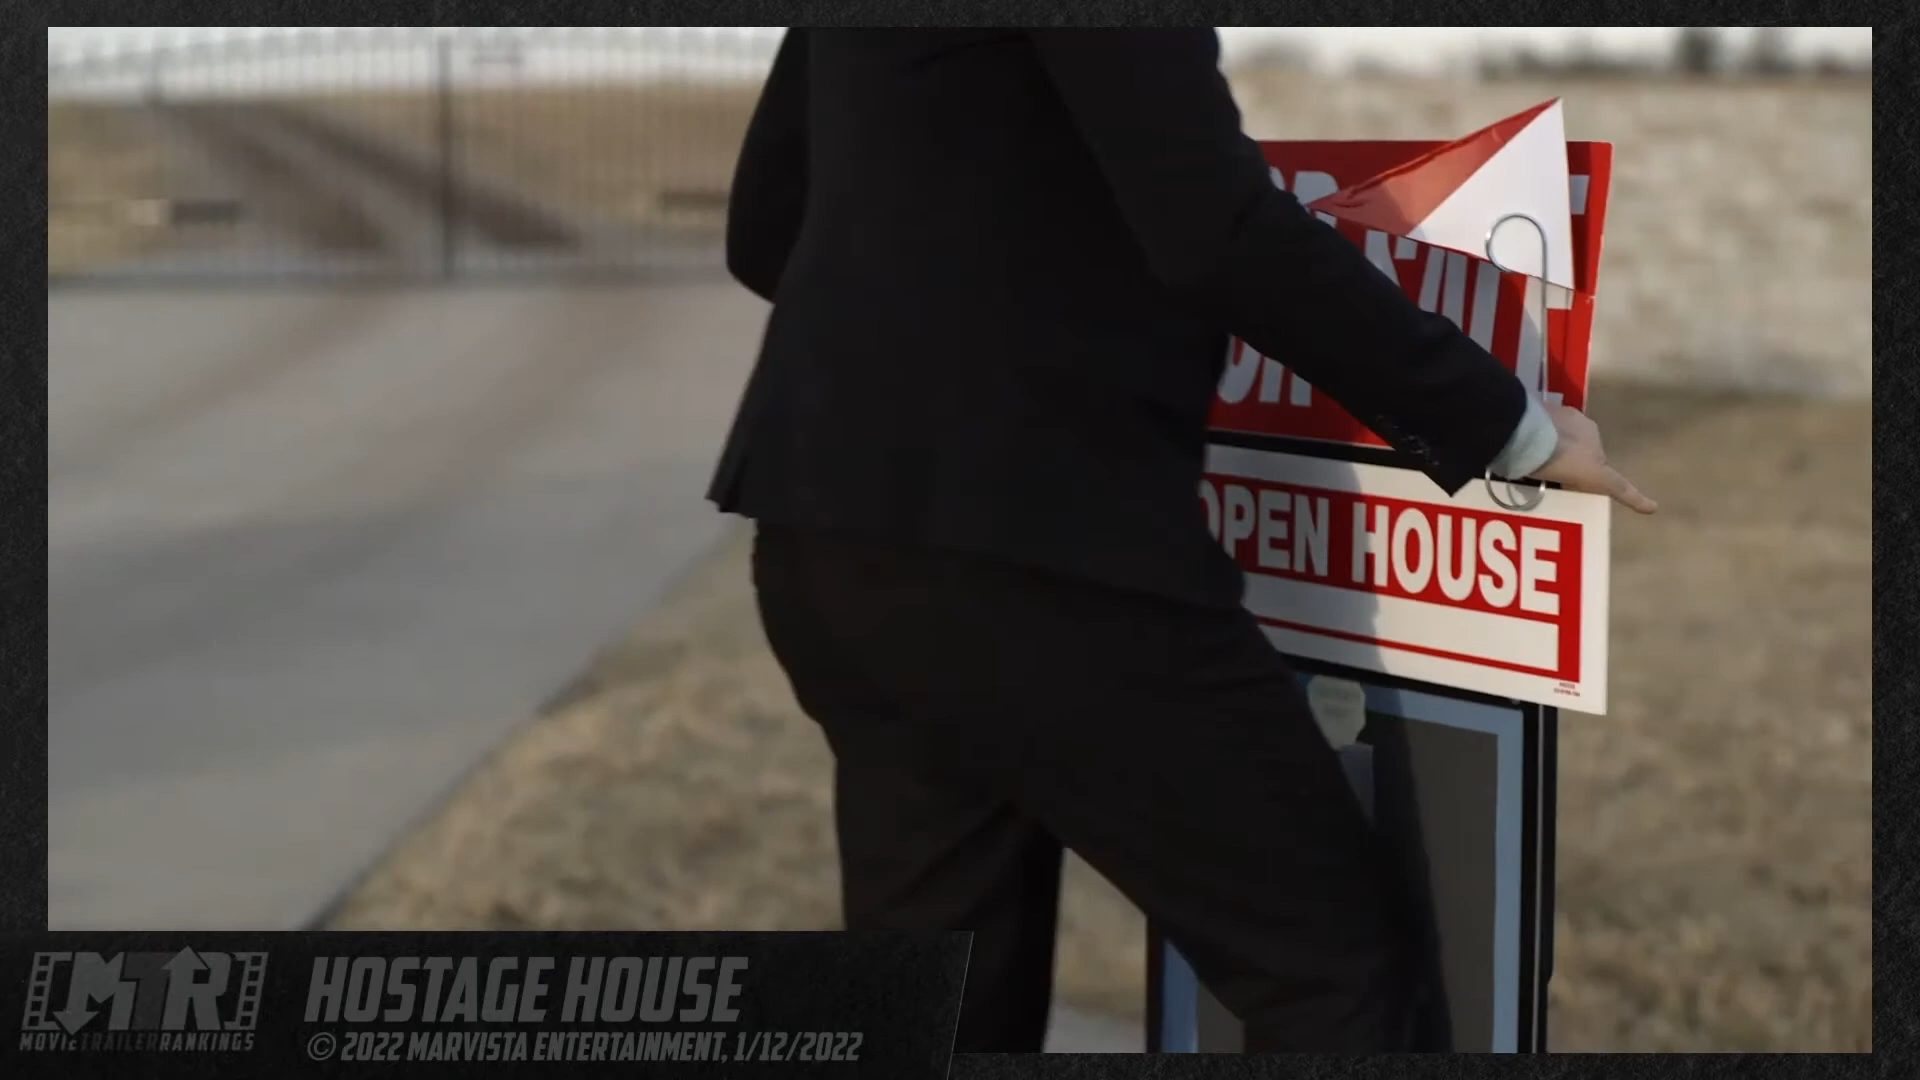 OPEN HOUSE
MTR
MOVIETRAILERRANKINGS
HOSTAGE HOUSE
© 2022 MARVISTA ENTERTAINMENT, 1/12/2022